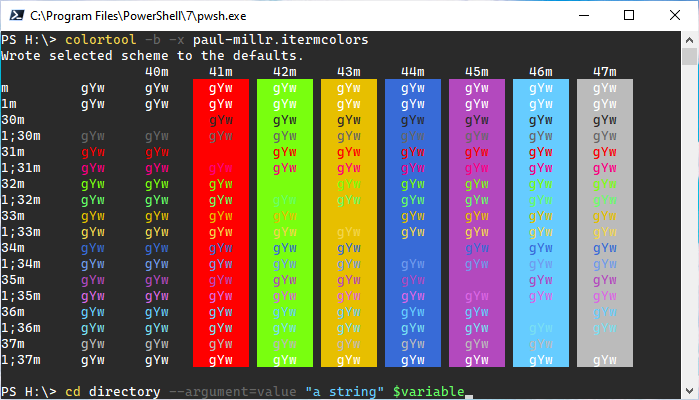 C:\Program Files\PowerShell\7\pwsh.exe
PS H:\> colortool -b -x paul-millr.itermcolors
Wrote selected scheme to the defaults.
40m 41m 42m 43m 44m 45m 46m 47m
m gYw gYw gYw gYw gYw gYw gYw gYw gYw
1m gYw gYw gYw gYw gYw gYw gYw gYw gYw
30m gYw gYw gYw gYw gYw gYw gYw
1;30m gYw gYw gYw gYw gYw gYw gYw gYw gYw
31m gYw gYw gYw gYw gYw gYw gYw gYw
1;31m gYw gYw gYw gYw gYw gYw gYw gYw gYw
32m gYw gYw gYw gYw gYw gYw gYw gYw
1;32m gYw gYw gYw gYw gYw gYw gYw gYw gYw
33m gYw gYw gYw gYw gYw gYw gYw gYw
1;33m gYw gYw gYw gYw gYw gYw gYw gYw gYw
34m gYw gYw gYw gYw gYw gYw gYw gYw
1;34m gYw gYw gYw gYw gYw gYw gYw gYw gYw
35m gYw gYw gYw gYw gYw gYw gYw gYw
1;35m gYw gYw gYw gYw gYw gYw gYw gYw gYw
36m gYw gYw gYw gYw gYw gYw gYw gYw
1;36m gYw gYw gYw gYw gYw gYw gYw gYw gYw
37m gYw gYw gYw gYw gYw gYw gYw gYw
1;37m gYw gYw gYw gYw gYw gYw gYw gYw gYw
PS H:\> cd directory --argument=value "a string" $variable